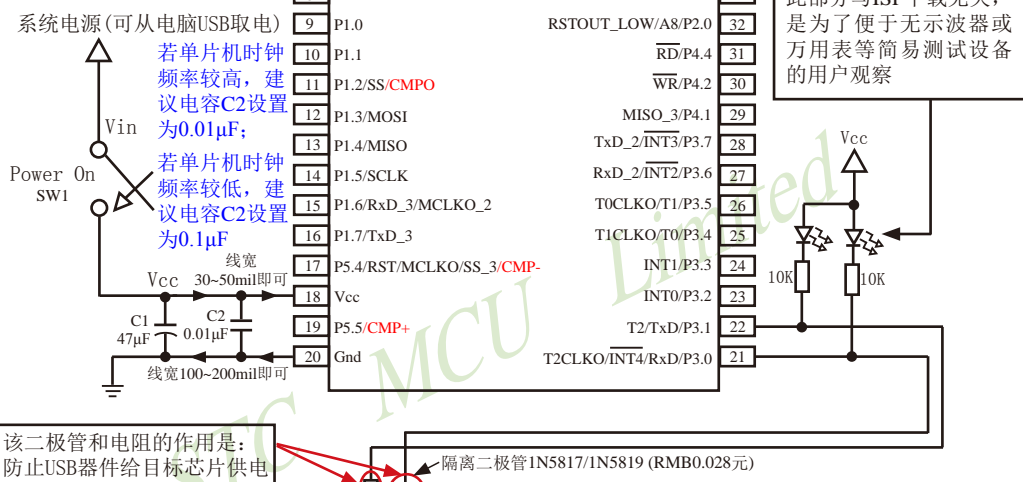 此部分与ISP下载无关，
是为了便于无示波器或
万用表等简易测试设备
的用户观察
系统电源(可从电脑USB取电)
若单片机时钟
频率较高，建
议电容C2设置
为0.01μF;
若单片机时钟
频率较低，建
议电容C2设置
为0.1μF
Vin
Power On
SW1
线宽
Vcc 30~50mil即可
C1
47μF
C2
0.01μF
线宽100~200mil即可
9 P1.0
10 P1.1
11 P1.2/SS/CMPO
12 P1.3/MOSI
13 P1.4/MISO
14 P1.5/SCLK
15 P1.6/RxD_3/MCLKO_2
16 P1.7/TxD_3
17 P5.4/RST/MCLKO/SS_3/CMP-
18 Vcc
19 P5.5/CMP+
20 Gnd
RSTOUT_LOW/A8/P2.0 32
RD/P4.4 31
WR/P4.2 30
MISO_3/P4.1 29
TxD_2/INT3/P3.7 28
RxD_2/INT2/P3.6 27
T0CLKO/T1/P3.5 26
T1CLKO/T0/P3.4 25
INT1/P3.3 24
INT0/P3.2 23
T2/TxD/P3.1 22
T2CLKO/INT4/RxD/P3.0 21
Vcc
10K
10K
STC MCU Limited
该二极管和电阻的作用是:
防止USB器件给目标芯片供电
隔离二极管1N5817/1N5819 (RMB0.028元)